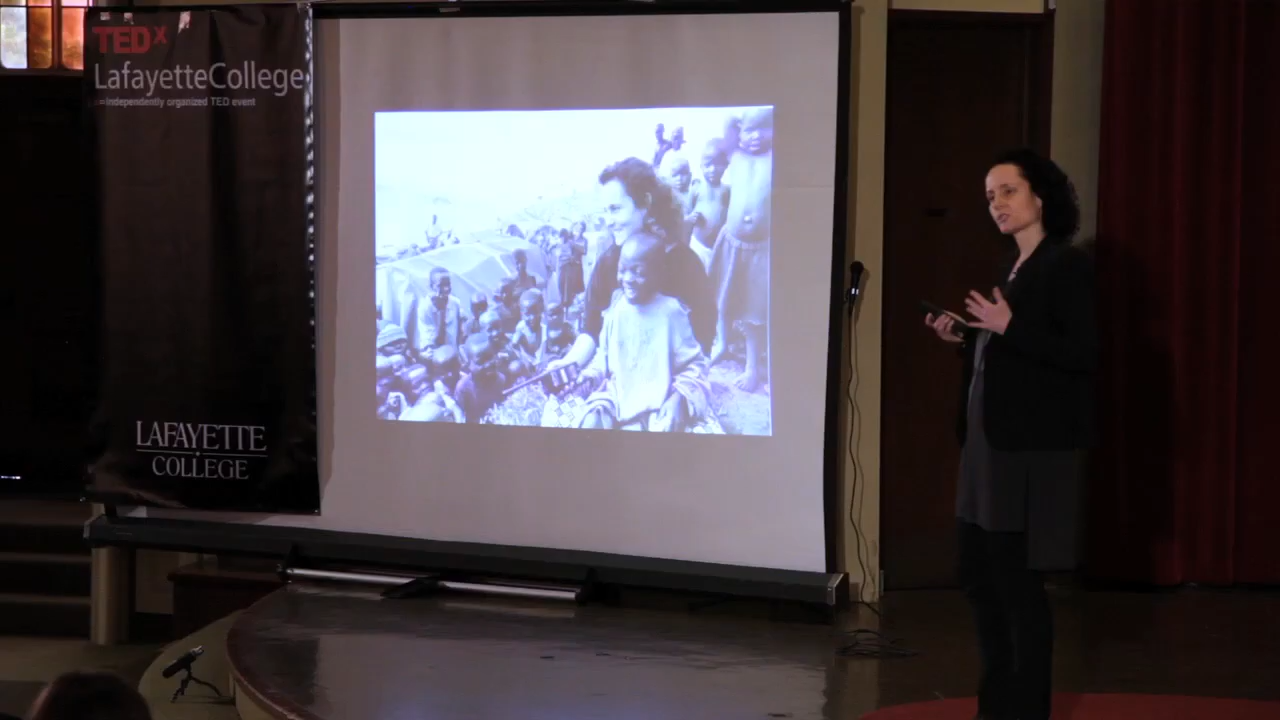 TEDx
LafayetteCollege
=independently organized TED event
LAFAYETTE
COLLEGE